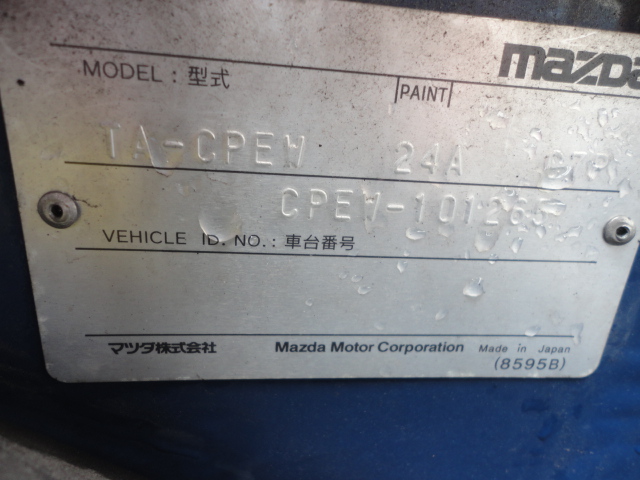 mazda
MODEL : 型式
PAINT
TA-CPEW 24A
CPEW-101265
VEHICLE ID. NO. : 車台番号
マツダ株式会社 Mazda Motor Corporation Made in Japan
(8595B)